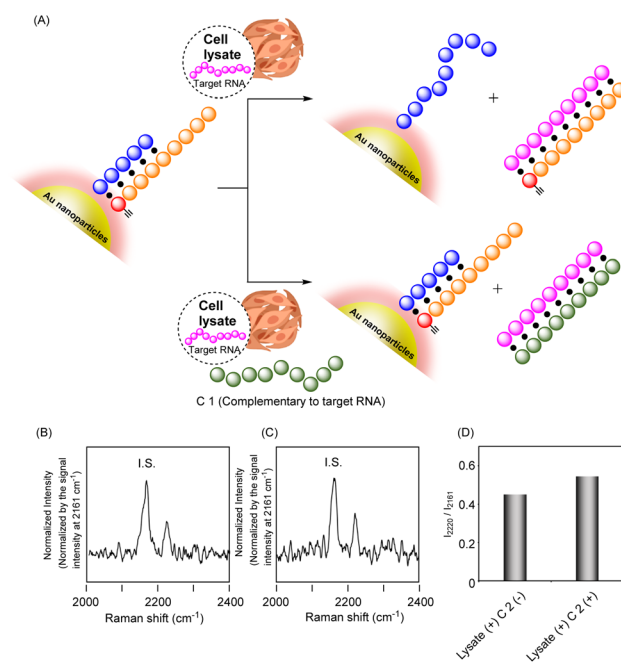 (A)
Cell
lysate
Target RNA
Au nanoparticles
+
Au nanoparticles
Au nanoparticles
+
Cell
lysate
Target RNA
C 1 (Complementary to target RNA)
(B)
I.S.
Normalized Intensity
(Normalized by the signal
intensity at 2161 cm⁻¹)
2000
2200
2400
Raman shift (cm⁻¹)
(C)
I.S.
Normalized Intensity
(Normalized by the signal
intensity at 2161 cm⁻¹)
2000
2200
2400
Raman shift (cm⁻¹)
(D)
I₂₂₂₀ / I₂₁₆₁
0.6
0.4
0.2
0
Lysate (+) C 2 (-)
Lysate (+) C 2 (+)